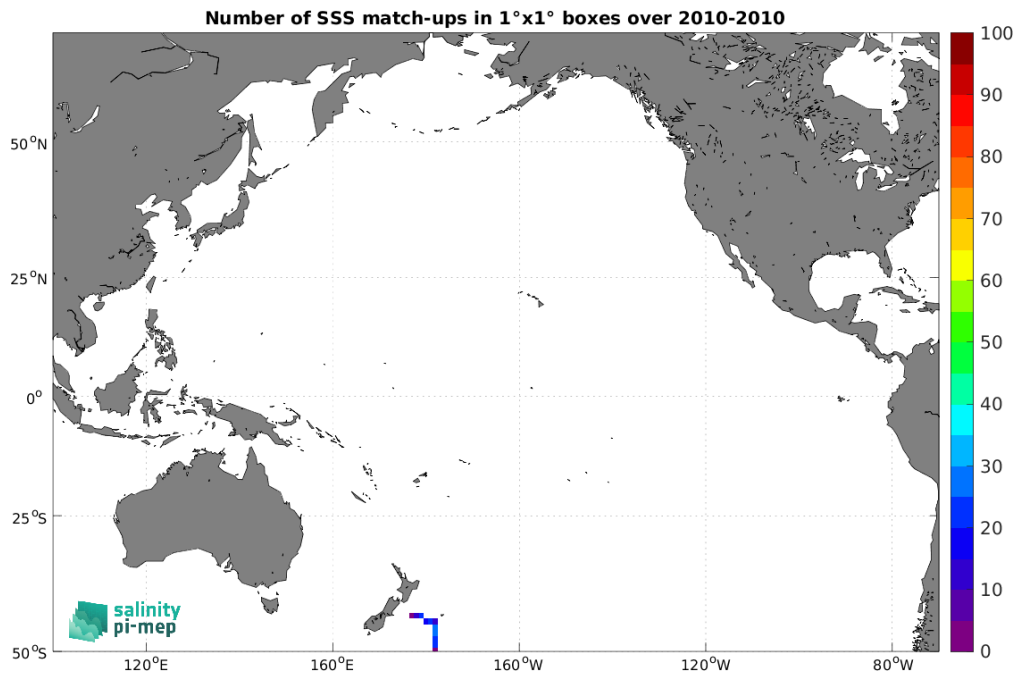 Number of SSS match-ups in 1°x1° boxes over 2010-2010
100
90
80
70
60
50
40
30
20
10
0
50°N
25°N
0°
25°S
50°S
120°E
160°E
160°W
120°W
80°W
salinity
pi-mep